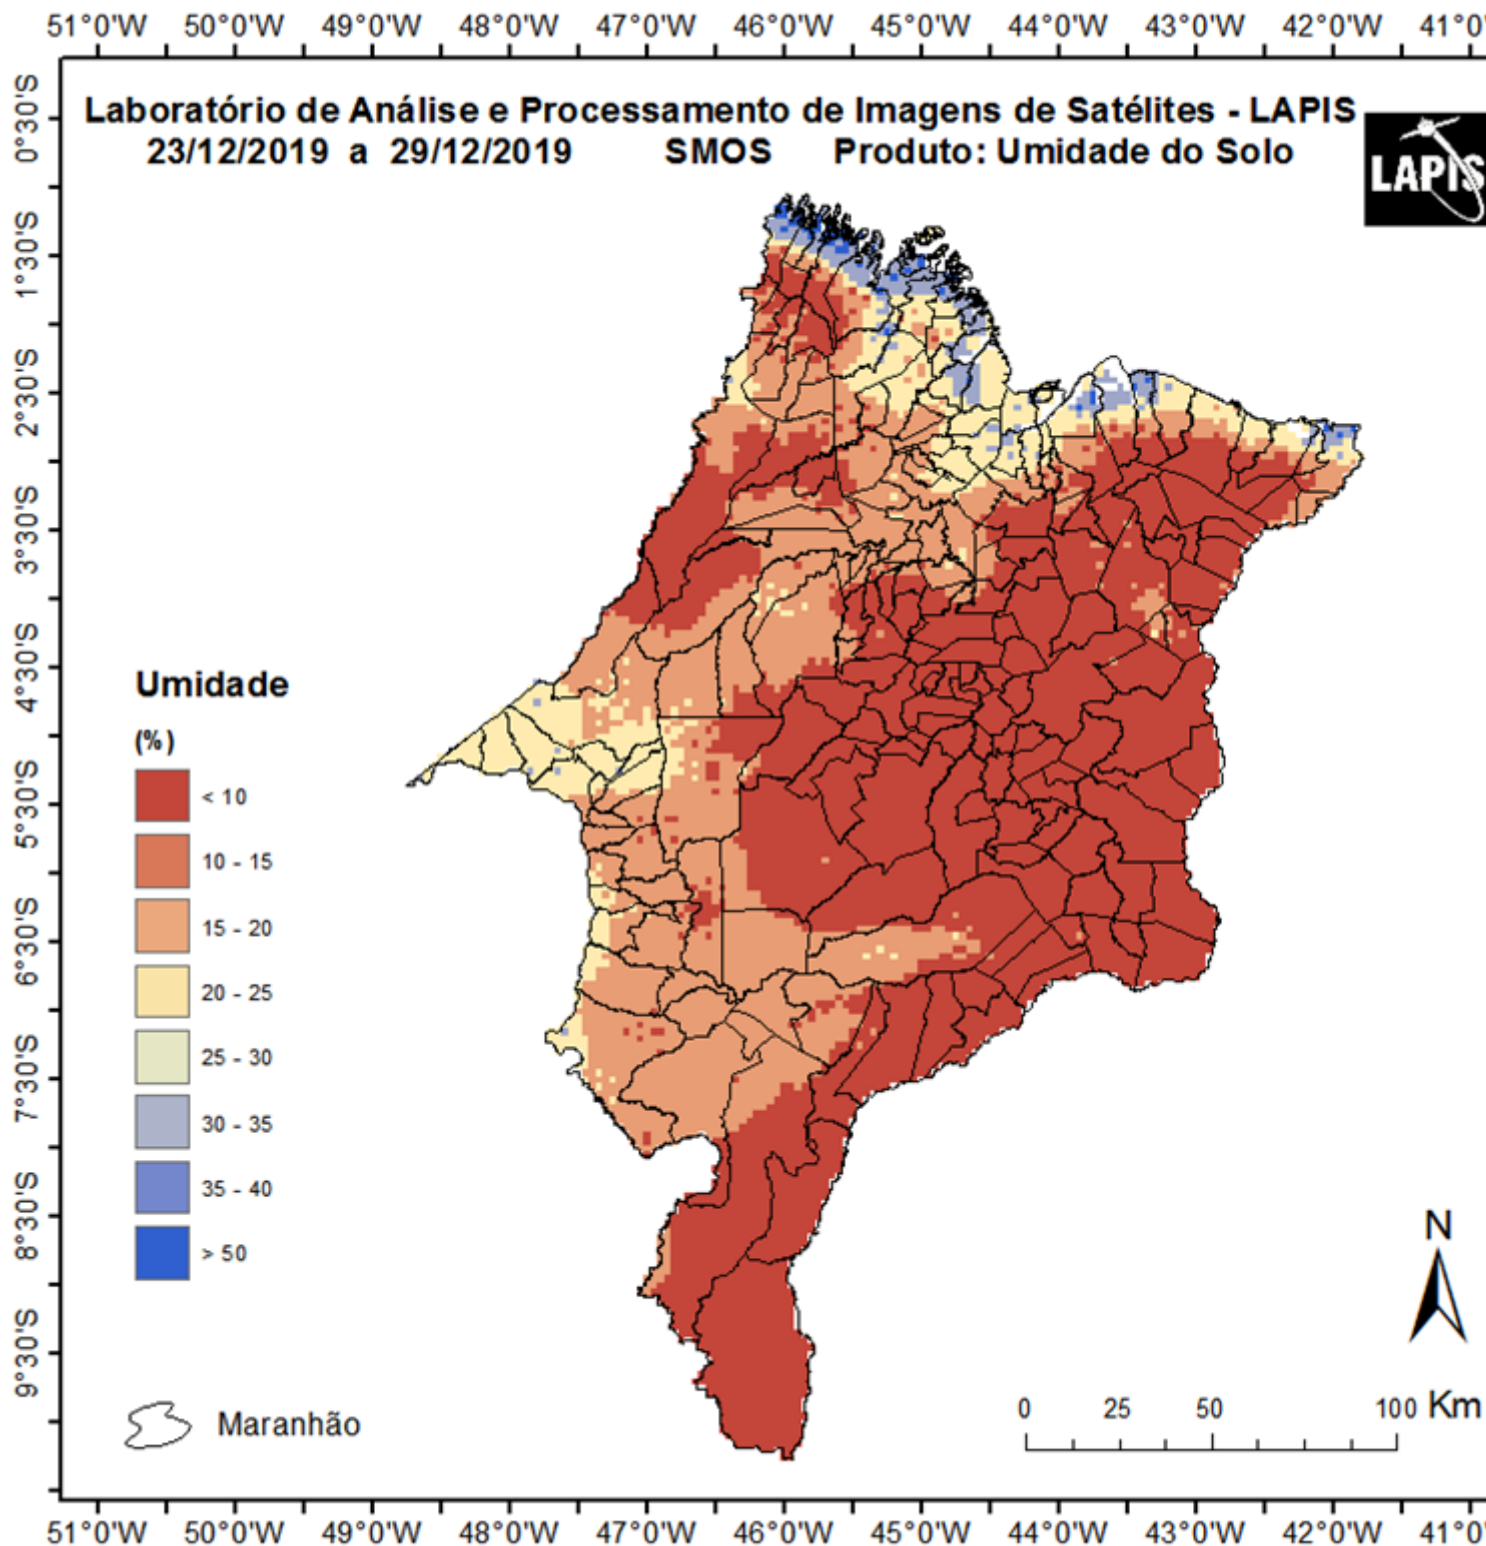 51°0'W 50°0'W 49°0'W 48°0'W 47°0'W 46°0'W 45°0'W 44°0'W 43°0'W 42°0'W 41°0'
Laboratório de Análise e Processamento de Imagens de Satélites - LAPIS
23/12/2019 a 29/12/2019 SMOS Produto: Umidade do Solo
LAPIS
0°30'S
1°30'S
2°30'S
3°30'S
4°30'S
5°30'S
6°30'S
7°30'S
8°30'S
9°30'S
Umidade
(%)
< 10
10 - 15
15 - 20
20 - 25
25 - 30
30 - 35
35 - 40
> 50
Maranhão
N
0 25 50 100 Km
51°0'W 50°0'W 49°0'W 48°0'W 47°0'W 46°0'W 45°0'W 44°0'W 43°0'W 42°0'W 41°0'